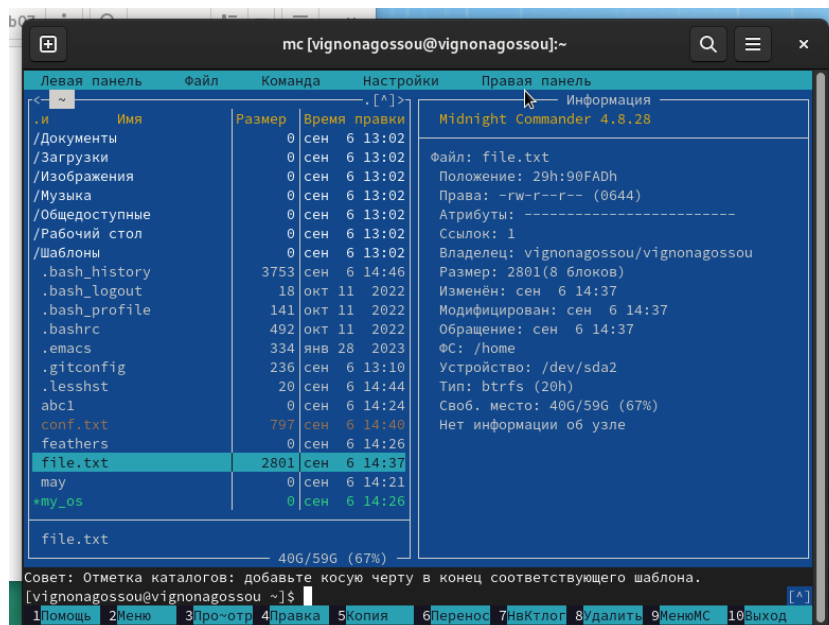 mc [vignonagossou@vignonagossou]:~
Левая панель Файл Команда Настройки Правая панель
<- ~ .[^]>
.и Имя Размер Время правки
/Документы 0 сен 6 13:02
/Загрузки 0 сен 6 13:02
/Изображения 0 сен 6 13:02
/Музыка 0 сен 6 13:02
/Общедоступные 0 сен 6 13:02
/Рабочий стол 0 сен 6 13:02
/Шаблоны 0 сен 6 13:02
.bash_history 3753 сен 6 14:46
.bash_logout 18 окт 11 2022
.bash_profile 141 окт 11 2022
.bashrc 492 окт 11 2022
.emacs 334 янв 28 2023
.gitconfig 236 сен 6 13:10
.lesshst 20 сен 6 14:44
abc1 0 сен 6 14:24
conf.txt 797 сен 6 14:40
feathers 0 сен 6 14:26
file.txt 2801 сен 6 14:37
may 0 сен 6 14:21
*my_os 0 сен 6 14:26
file.txt
40G/59G (67%)
Информация
Midnight Commander 4.8.28
Файл: file.txt
Положение: 29h:90FADh
Права: -rw-r--r-- (0644)
Атрибуты: -------------------------
Ссылок: 1
Владелец: vignonagossou/vignonagossou
Размер: 2801(8 блоков)
Изменён: сен 6 14:37
Модифицирован: сен 6 14:37
Обращение: сен 6 14:37
ФС: /home
Устройство: /dev/sda2
Тип: btrfs (20h)
Своб. место: 40G/59G (67%)
Нет информации об узле
Совет: Отметка каталогов: добавьте косую черту в конец соответствующего шаблона.
[vignonagossou@vignonagossou ~]$ [^]
1Помощь 2Меню 3Про~отр 4Правка 5Копия 6Перенос 7НвКтлог 8Удалить 9МенюМС 10Выход